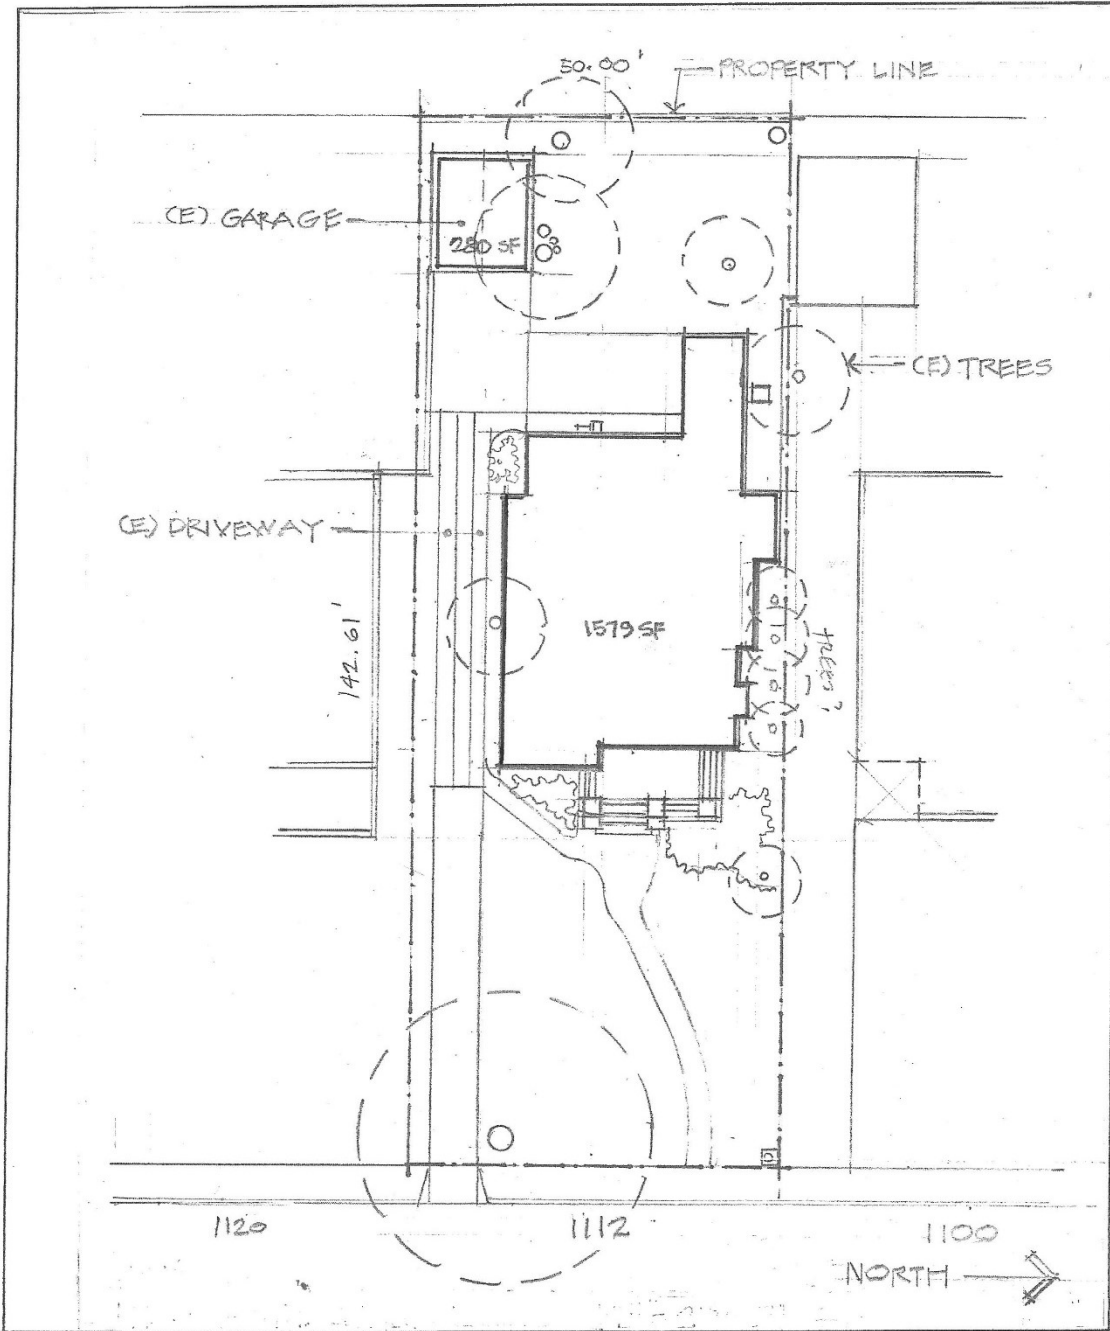 50.00'
PROPERTY LINE
(E) GARAGE
280 SF
(E) TREES
(E) DRIVEWAY
1579 SF
TREES?
142.61'
1120
1112
1100
NORTH